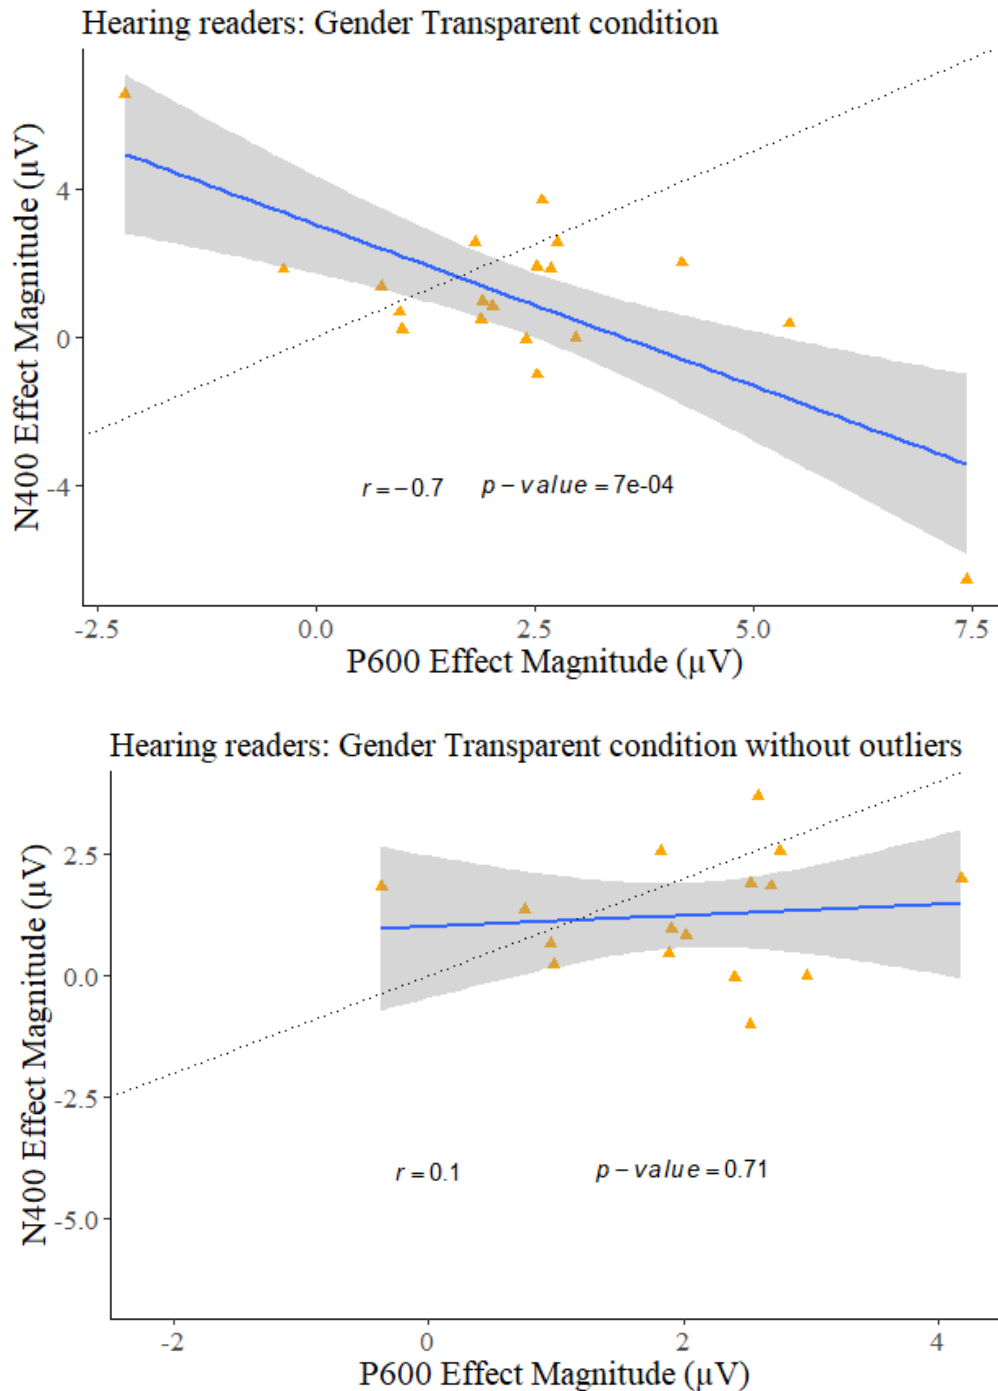 Hearing readers: Gender Transparent condition
N400 Effect Magnitude (µV)
4
0
-4
r = −0.7 p − value = 7e-04
-2.5 0.0 2.5 5.0 7.5
P600 Effect Magnitude (µV)
Hearing readers: Gender Transparent condition without outliers
N400 Effect Magnitude (µV)
2.5
0.0
-2.5
-5.0
r = 0.1 p − value = 0.71
-2 0 2 4
P600 Effect Magnitude (µV)